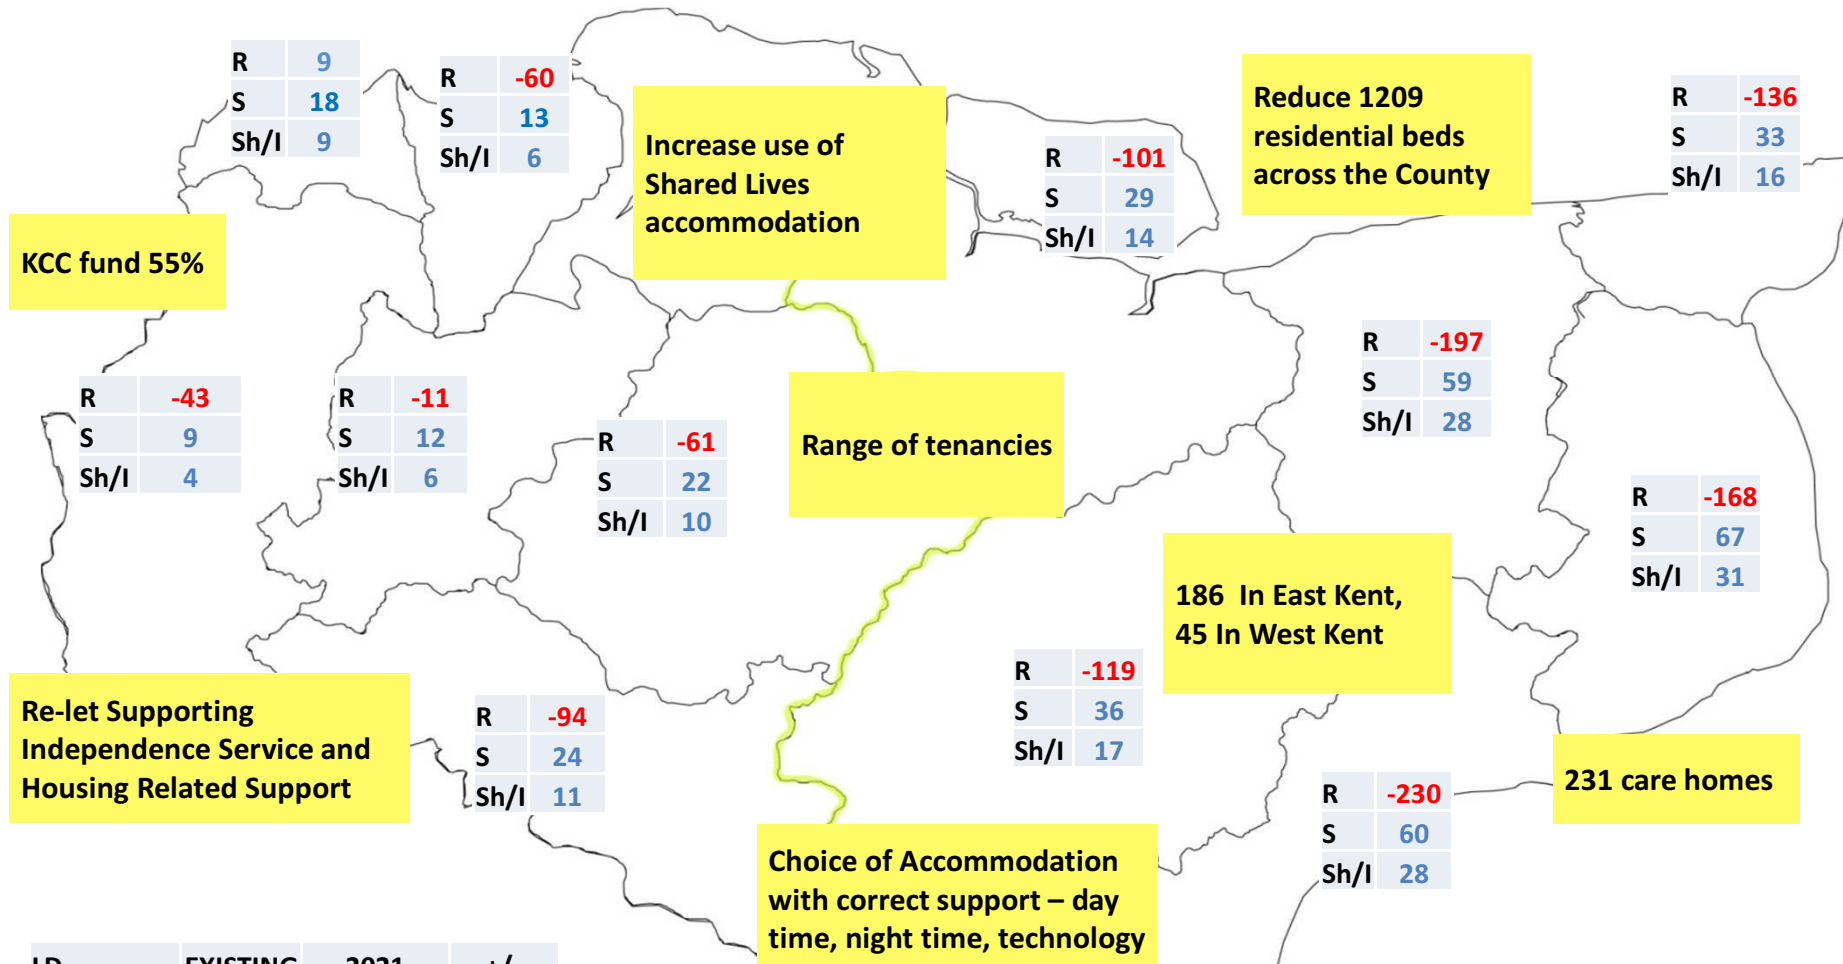 R 9
S 18
Sh/I 9
R -60
S 13
Sh/I 6
Increase use of
Shared Lives
accommodation
R -101
S 29
Sh/I 14
Reduce 1209
residential beds
across the County
R -136
S 33
Sh/I 16
KCC fund 55%
R -43
S 9
Sh/I 4
R -11
S 12
Sh/I 6
R -61
S 22
Sh/I 10
Range of tenancies
R -197
S 59
Sh/I 28
R -168
S 67
Sh/I 31
186 In East Kent,
45 In West Kent
Re-let Supporting
Independence Service and
Housing Related Support
R -94
S 24
Sh/I 11
R -119
S 36
Sh/I 17
231 care homes
R -230
S 60
Sh/I 28
Choice of Accommodation
with correct support – day
time, night time, technology
LD EXISTING 2021 +/-